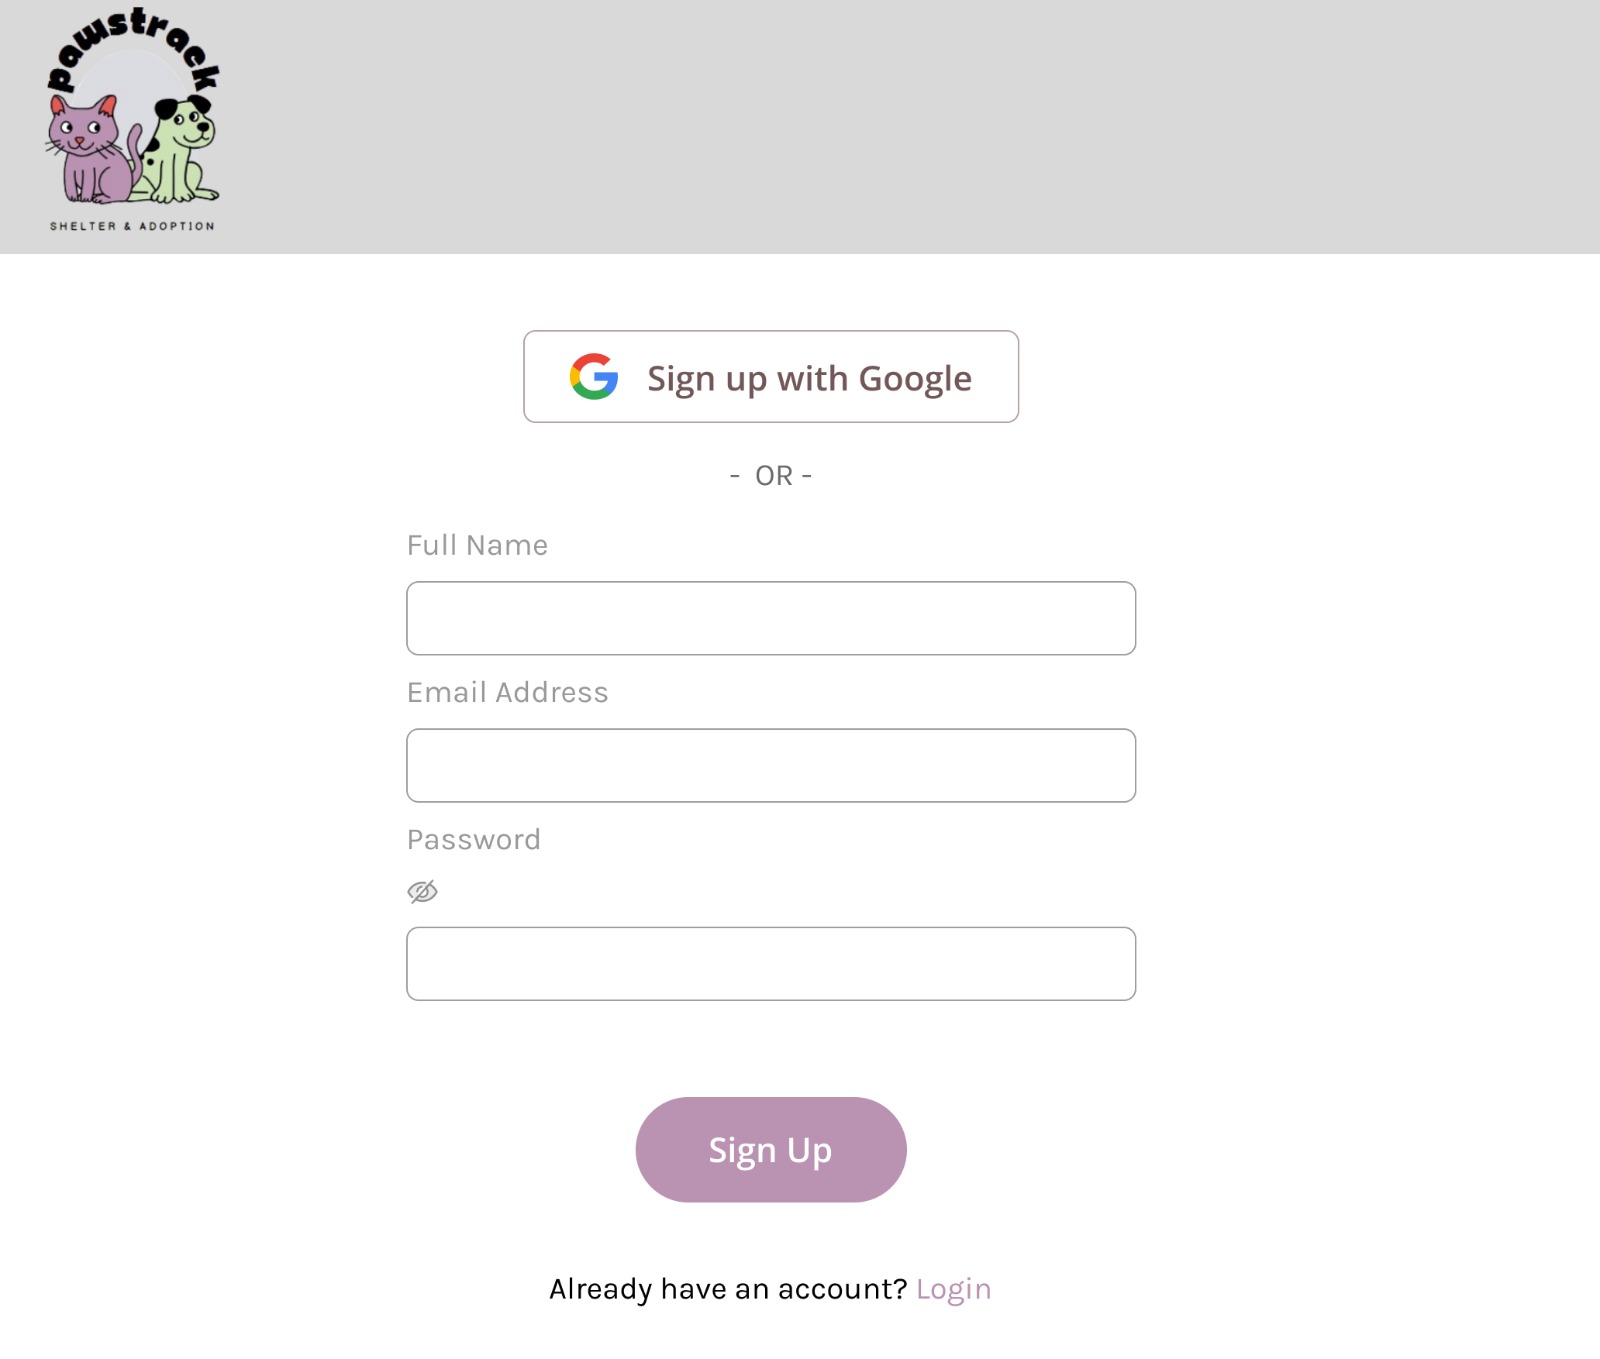 pawstrack
SHELTER & ADOPTION
Sign up with Google
- OR -
Full Name
Email Address
Password
Sign Up
Already have an account? Login